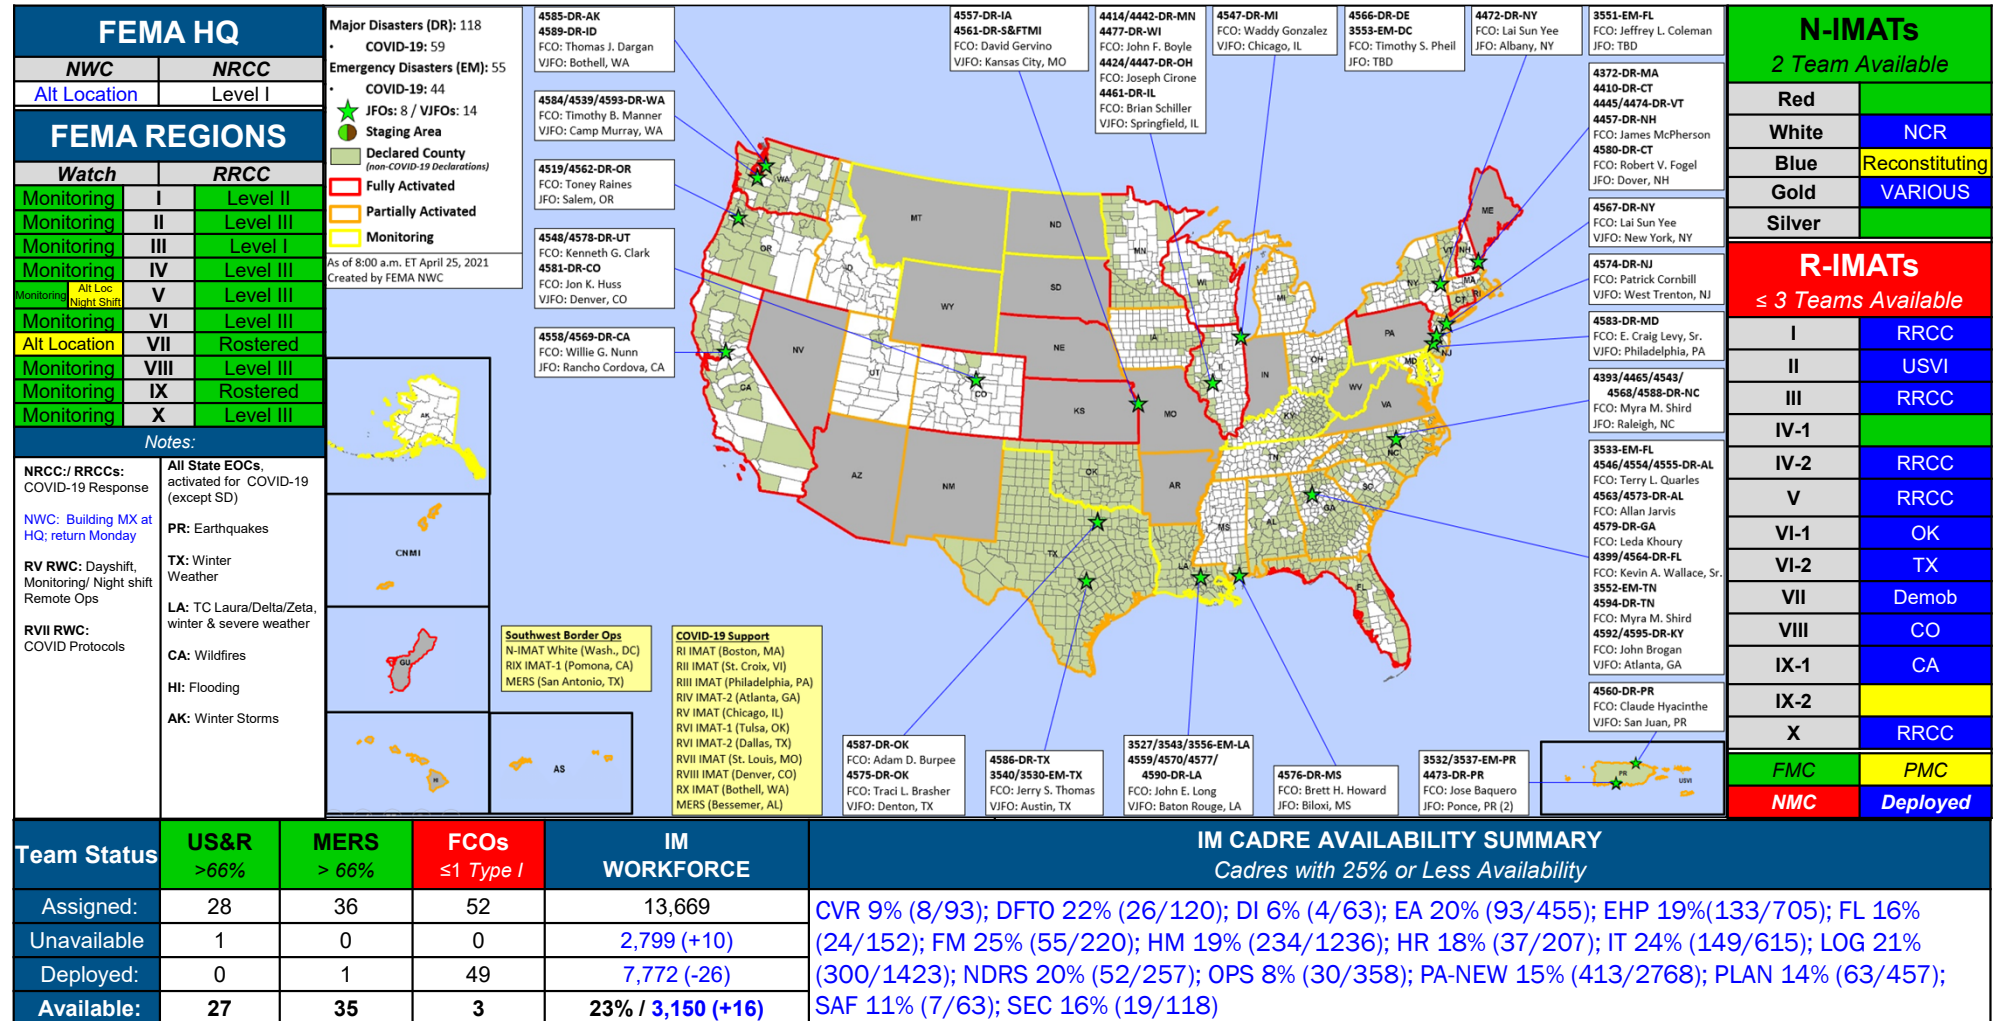 FEMA HQ
NWC NRCC
Alt Location Level I
FEMA REGIONS
Watch RRCC
Monitoring I Level II
Monitoring II Level II
Monitoring III Level I
Monitoring IV Level III
Monitoring Alt Loc Night Shift V Level III
Monitoring VI Level III
Alt Location VII Rostered
Monitoring VIII Level III
Monitoring IX Rostered
Monitoring X Level III
Notes:
NRCC:/ RRCCs:
COVID-19 Response
NWC: Building MX at
HQ; return Monday
RV RWC: Dayshift,
Monitoring/ Night shift
Remote Ops
RVII RWC:
COVID Protocols
All State EOCs,
activated for COVID-19
(except SD)
PR: Earthquakes
TX: Winter
Weather
LA: TC Laura/Delta/Zeta,
winter & severe weather
CA: Wildfires
HI: Flooding
AK: Winter Storms
Major Disasters (DR): 118
• COVID-19: 59
Emergency Disasters (EM): 55
• COVID-19: 44
JFOs: 8 / VJFOs: 14
Staging Area
Declared County
(non-COVID-19 Declarations)
Fully Activated
Partially Activated
Monitoring
As of 8:00 a.m. ET April 25, 2021
Created by FEMA NWC
4585-DR-AK
4589-DR-ID
FCO: Thomas J. Dargan
VJFO: Bothell, WA
4584/4539/4593-DR-WA
FCO: Timothy B. Manner
VJFO: Camp Murray, WA
4519/4562-DR-OR
FCO: Toney Raines
JFO: Salem, OR
4548/4578-DR-UT
FCO: Kenneth G. Clark
4581-DR-CO
FCO: Jon K. Huss
VJFO: Denver, CO
4558/4569-DR-CA
FCO: Willie G. Nunn
JFO: Rancho Cordova, CA
4557-DR-IA
4561-DR-S&FTMI
FCO: David Gervino
VJFO: Kansas City, MO
4414/4442-DR-MN
4477-DR-WI
FCO: John F. Boyle
4424/4447-DR-OH
FCO: Joseph Cirone
4461-DR-IL
FCO: Brian Schiller
VJFO: Springfield, IL
4547-DR-MI
FCO: Waddy Gonzalez
VJFO: Chicago, IL
4566-DR-DE
3553-EM-DC
FCO: Timothy S. Pheil
JFO: TBD
4472-DR-NY
FCO: Lai Sun Yee
JFO: Albany, NY
3551-EM-FL
FCO: Jeffrey L. Coleman
JFO: TBD
4372-DR-MA
4410-DR-CT
4445/4474-DR-VT
4457-DR-NH
FCO: James McPherson
4580-DR-CT
FCO: Robert V. Fogel
JFO: Dover, NH
4567-DR-NY
FCO: Lai Sun Yee
VJFO: New York, NY
4574-DR-NJ
FCO: Patrick Cornbill
VJFO: West Trenton, NJ
4583-DR-MD
FCO: E. Craig Levy, Sr.
VJFO: Philadelphia, PA
4393/4465/4543/
4568/4588-DR-NC
FCO: Myra M. Shird
JFO: Raleigh, NC
3533-EM-FL
4546/4554/4555-DR-AL
FCO: Terry L. Quarles
4563/4573-DR-AL
FCO: Allan Jarvis
4579-DR-GA
FCO: Leda Khoury
4399/4564-DR-FL
FCO: Kevin A. Wallace, Sr.
3552-EM-TN
4594-DR-TN
FCO: Myra M. Shird
4592/4595-DR-KY
FCO: John Brogan
VJFO: Atlanta, GA
4560-DR-PR
FCO: Claude Hyacinthe
VJFO: San Juan, PR
WA
MT
ND
MN
ME
OR
ID
SD
WI
VT
NH
NY
MA
CT
RI
WY
MI
PA
NV
NE
IA
OH
NJ
MD
UT
CO
IL
IN
WV
VA
CA
KS
MO
KY
AZ
NM
OK
AR
TN
NC
SC
TX
LA
MS
AL
GA
FL
AK
CNMI
GU
HI
AS
PR
USVI
Southwest Border Ops
N-IMAT White (Wash., DC)
RIX IMAT-1 (Pomona, CA)
MERS (San Antonio, TX)
COVID-19 Support
RI IMAT (Boston, MA)
RII IMAT (St. Croix, VI)
RIII IMAT (Philadelphia, PA)
RIV IMAT-2 (Atlanta, GA)
RV IMAT (Chicago, IL)
RVI IMAT-1 (Tulsa, OK)
RVI IMAT-2 (Dallas, TX)
RVII IMAT (St. Louis, MO)
RVIII IMAT (Denver, CO)
RX IMAT (Bothell, WA)
MERS (Bessemer, AL)
4587-DR-OK
FCO: Adam D. Burpee
4575-DR-OK
FCO: Traci L. Brasher
VJFO: Denton, TX
4586-DR-TX
3540/3530-EM-TX
FCO: Jerry S. Thomas
VJFO: Austin, TX
3527/3543/3556-EM-LA
4559/4570/4577/
4590-DR-LA
FCO: John E. Long
VJFO: Baton Rouge, LA
4576-DR-MS
FCO: Brett H. Howard
JFO: Biloxi, MS
3532/3537-EM-PR
4473-DR-PR
FCO: Jose Baquero
JFO: Ponce, PR (2)
N-IMATs
2 Team Available
Red
White NCR
Blue Reconstituting
Gold VARIOUS
Silver
R-IMATs
≤ 3 Teams Available
I RRCC
II USVI
III RRCC
IV-1
IV-2 RRCC
V RRCC
VI-1 OK
VI-2 TX
VII Demob
VIII CO
IX-1 CA
IX-2
X RRCC
FMC PMC
NMC Deployed
Team Status US&R >66% MERS > 66% FCOs ≤1 Type I IM WORKFORCE
Assigned: 28 36 52 13,669
Unavailable 1 0 0 2,799 (+10)
Deployed: 0 1 49 7,772 (-26)
Available: 27 35 3 23% / 3,150 (+16)
IM CADRE AVAILABILITY SUMMARY
Cadres with 25% or Less Availability
CVR 9% (8/93); DFTO 22% (26/120); DI 6% (4/63); EA 20% (93/455); EHP 19%(133/705); FL 16%
(24/152); FM 25% (55/220); HM 19% (234/1236); HR 18% (37/207); IT 24% (149/615); LOG 21%
(300/1423); NDRS 20% (52/257); OPS 8% (30/358); PA-NEW 15% (413/2768); PLAN 14% (63/457);
SAF 11% (7/63); SEC 16% (19/118)